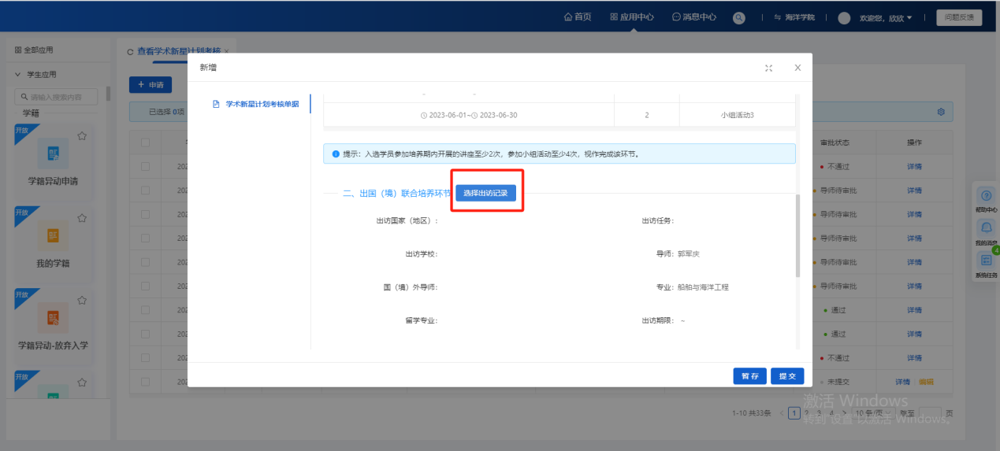 首页 应用中心 消息中心 海洋学院 欢迎您，欣欣 问题反馈
全部应用
查看学术新星计划考核 ×
学生应用
+ 申请
请输入搜索内容
学籍
已选择 0项
新增
学术新星计划考核单据
2023-06-01~ 2023-06-30 2 小组活动3
提示：入选学员参加培养期内开展的讲座至少2次，参加小组活动至少4次，视作完成该环节。
二、出国（境）联合培养环节 选择出访记录
出访国家（地区）： 出访任务：
出访学校： 导师：郭军庆
国（境）外导师： 专业：船舶与海洋工程
留学专业： 出访期限： ~
暂 存 提 交
开放
学籍异动申请
开放
我的学籍
开放
学籍异动-放弃入学
开放
审批状态 操作
不通过 详情
导师待审批 详情
导师待审批 详情
导师待审批 详情
导师待审批 详情
导师待审批 详情
通过 详情
通过 详情
不通过 详情
未提交 详情 编辑
1-10 共33条 < 1 2 3 4 > 10 条/页 跳至 页
激活 Windows
转到"设置"以激活 Windows。
帮助中心
我的消息
4
系统任务